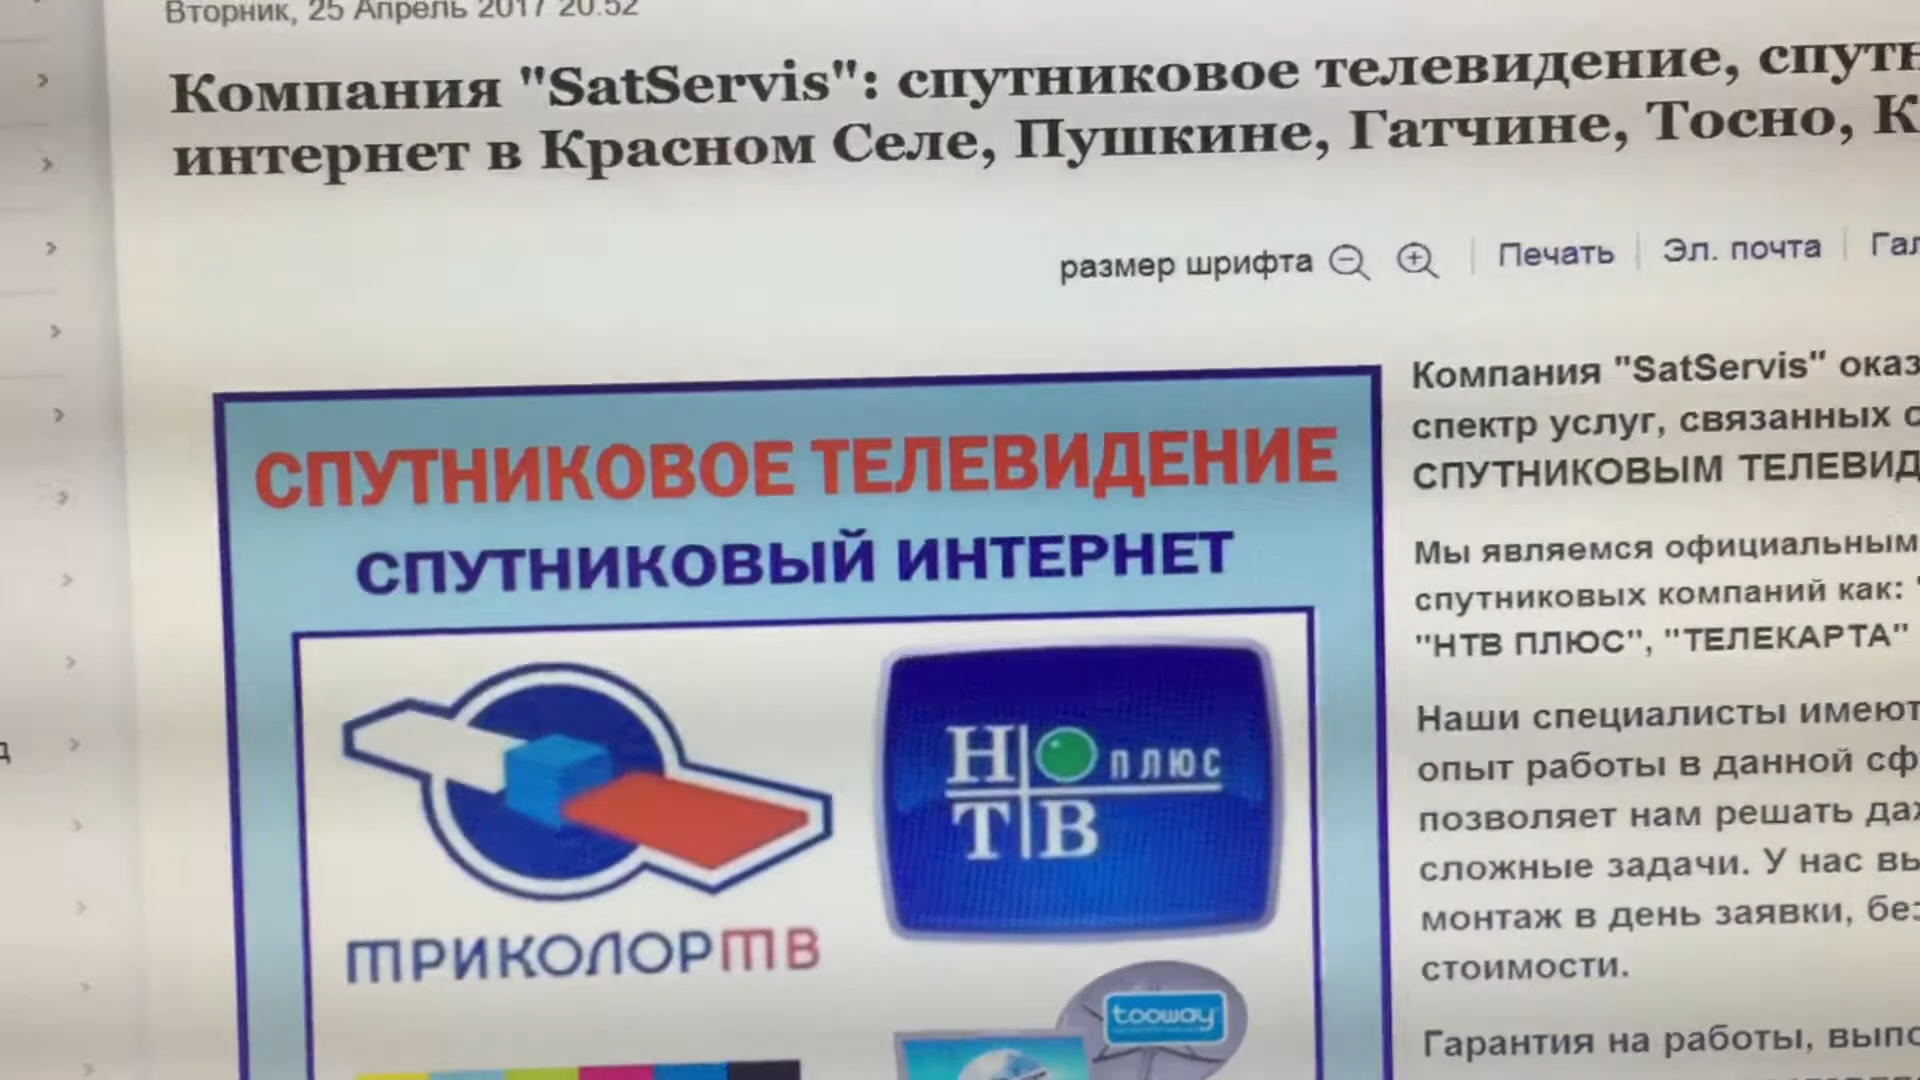 Вторник, 25 Апрель 2017 20:52
Компания "SatServis": спутниковое телевидение,
интернет в Красном Селе, Пушкине, Гатчине, Тосно,
размер шрифта Печать Эл. почта
СПУТНИКОВОЕ ТЕЛЕВИДЕНИЕ
СПУТНИКОВЫЙ ИНТЕРНЕТ
ТРИКОЛОР ТВ
НТВ ПЛЮС
tooway
Компания "SatServis"
спектр услуг, связанных с
СПУТНИКОВЫМ
Мы являемся официальным
спутниковых компаний как:
"НТВ ПЛЮС", "ТЕЛЕКАРТА"
Наши специалисты имеют
опыт работы в данной
позволяет нам решать
сложные задачи. У нас
монтаж в день заявки,
стоимости.
Гарантия на работы,